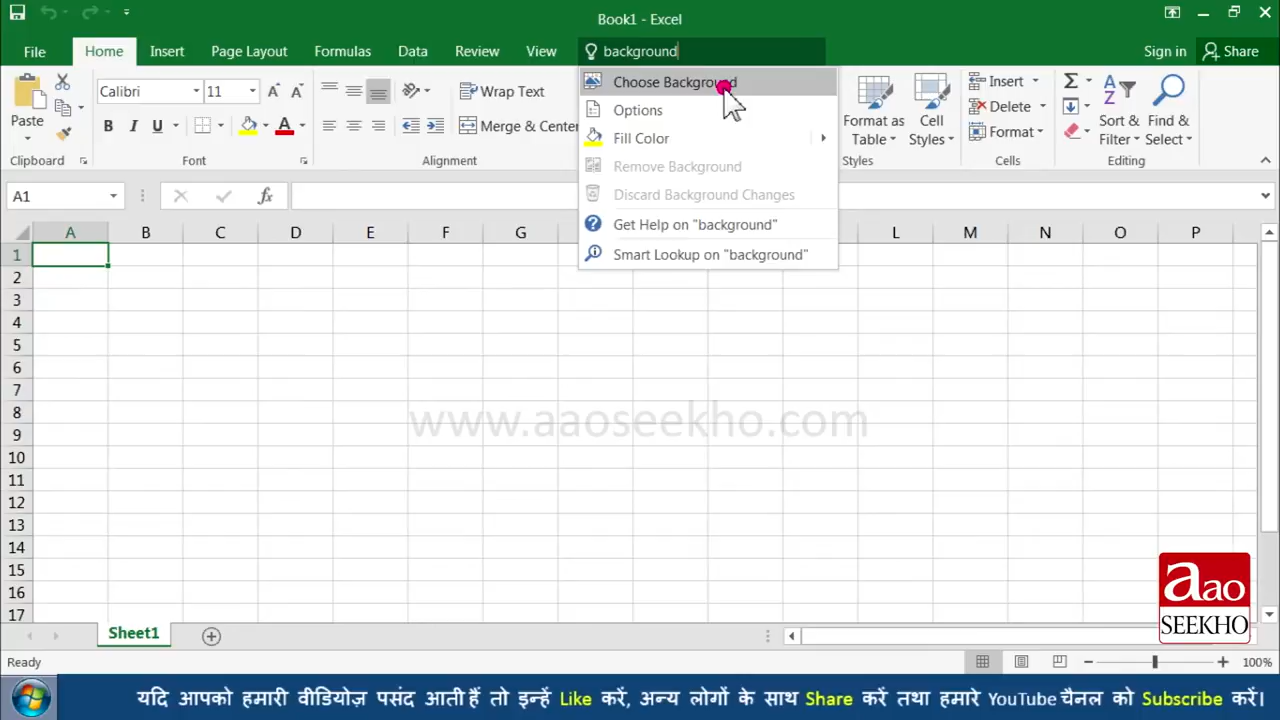 Book1 - Excel
File Home Insert Page Layout Formulas Data Review View background Sign in Share
Paste
Clipboard
Calibri 11
B I U
A
Wrap Text
Merge & Center
Alignment
Choose Background
Options
Fill Color
Remove Background
Discard Background Changes
Get Help on "background"
Smart Lookup on "background"
Format as
Table
Cell
Styles
Styles
Insert
Delete
Format
Cells
Sort &
Filter
Find &
Select
Editing
A1
fx
A B C D E F G L M N O P
1
2
3
4
5
6
7
8
9
10
11
12
13
14
15
16
17
www.aaoseekho.com
aao
SEEKHO
Sheet1
Ready
100%
यदि आपको हमारी वीडियोज़ पसंद आती हैं तो इन्हें Like करें, अन्य लोगों के साथ Share करें तथा हमारे YouTube चैनल को Subscribe करें।